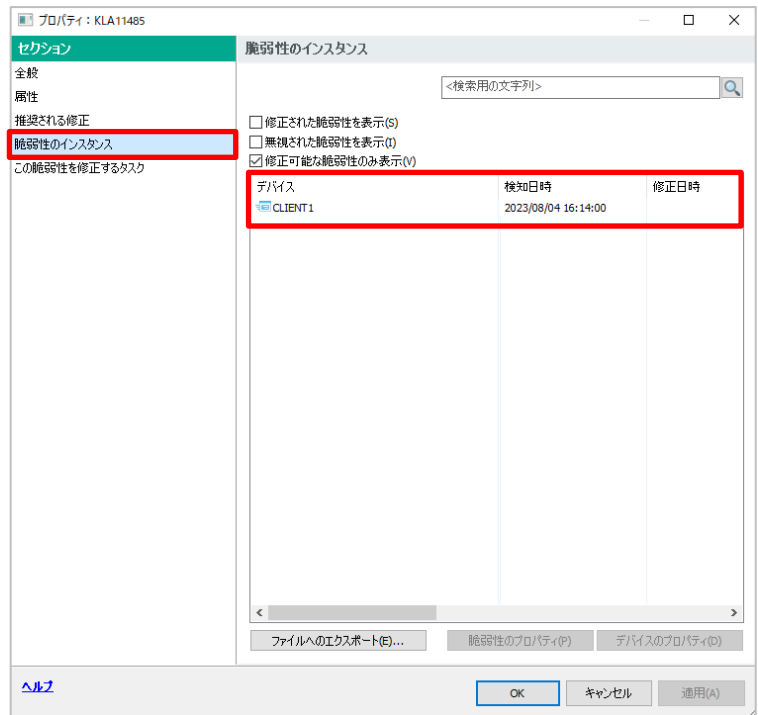 プロパティ：KLA11485
セクション
全般
属性
推奨される修正
脆弱性のインスタンス
この脆弱性を修正するタスク
脆弱性のインスタンス
<検索用の文字列>
修正された脆弱性を表示(S)
無視された脆弱性を表示(I)
修正可能な脆弱性のみ表示(V)
デバイス 検知日時 修正日時
CLIENT1 2023/08/04 16:14:00
ファイルへのエクスポート(E)... 脆弱性のプロパティ(P) デバイスのプロパティ(D)
ヘルプ
OK キャンセル 適用(A)